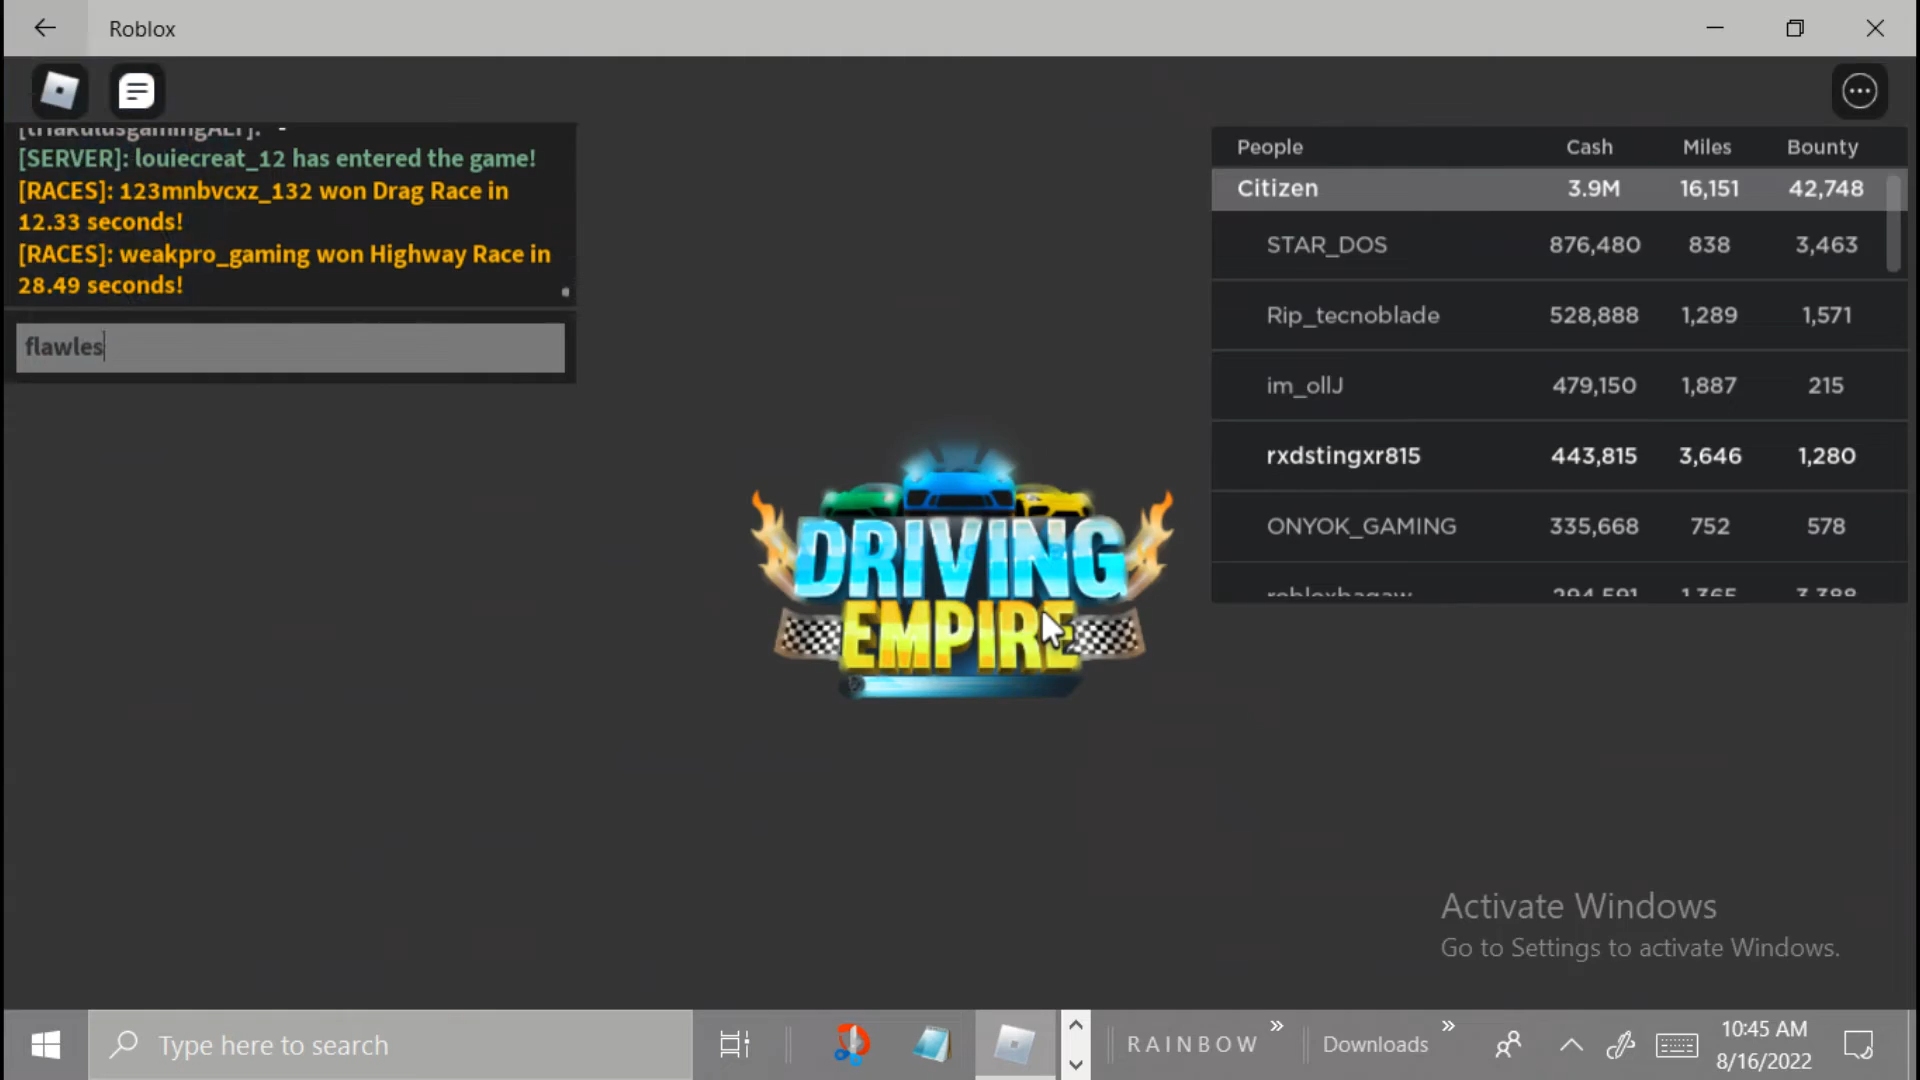 Roblox
[SERVER]: louiecreat_12 has entered the game!
[RACES]: 123mnbvcxz_132 won Drag Race in
12.33 seconds!
[RACES]: weakpro_gaming won Highway Race in
28.49 seconds!
flawles
People Cash Miles Bounty
Citizen 3.9M 16,151 42,748
STAR_DOS 876,480 838 3,463
Rip_tecnoblade 528,888 1,289 1,571
im_ollJ 479,150 1,887 215
rxdstingxr815 443,815 3,646 1,280
ONYOK_GAMING 335,668 752 578
DRIVING
EMPIRE
Activate Windows
Go to Settings to activate Windows.
Type here to search
RAINBOW
Downloads
10:45 AM
8/16/2022